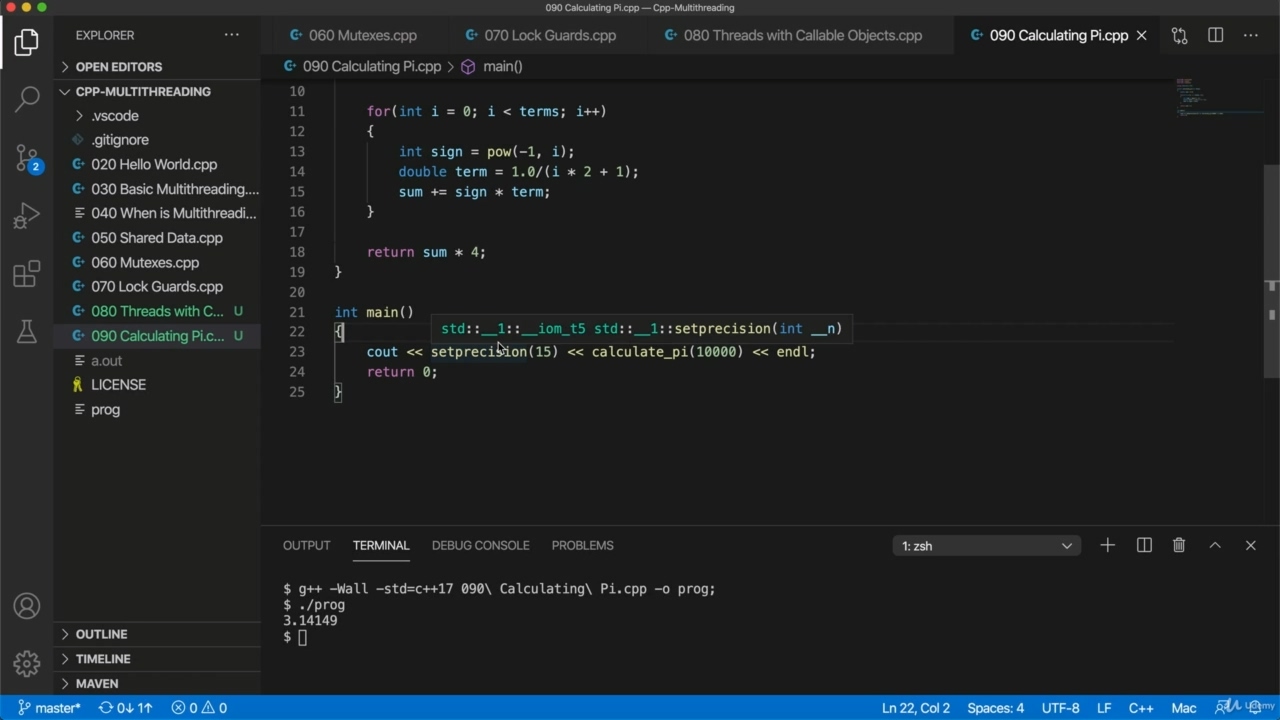 090 Calculating Pi.cpp — Cpp-Multithreading
EXPLORER
060 Mutexes.cpp
070 Lock Guards.cpp
080 Threads with Callable Objects.cpp
090 Calculating Pi.cpp
090 Calculating Pi.cpp > main()
OPEN EDITORS
CPP-MULTITHREADING
.vscode
.gitignore
020 Hello World.cpp
030 Basic Multithreading....
040 When is Multithreadi...
050 Shared Data.cpp
060 Mutexes.cpp
070 Lock Guards.cpp
080 Threads with C... U
090 Calculating Pi.c... U
a.out
LICENSE
prog
OUTLINE
TIMELINE
MAVEN
2
10
11 for(int i = 0; i < terms; i++)
12 {
13 int sign = pow(-1, i);
14 double term = 1.0/(i * 2 + 1);
15 sum += sign * term;
16 }
17
18 return sum * 4;
19 }
20
21 int main()
std::__1::__iom_t5 std::__1::setprecision(int __n)
22 {
23 cout << setprecision(15) << calculate_pi(10000) << endl;
24 return 0;
25 }
OUTPUT TERMINAL DEBUG CONSOLE PROBLEMS
1: zsh
$ g++ -Wall -std=c++17 090\ Calculating\ Pi.cpp -o prog;
$ ./prog
3.14149
$
master* 0↓ 1↑ 0 0 Ln 22, Col 2 Spaces: 4 UTF-8 LF C++ Mac
Udemy